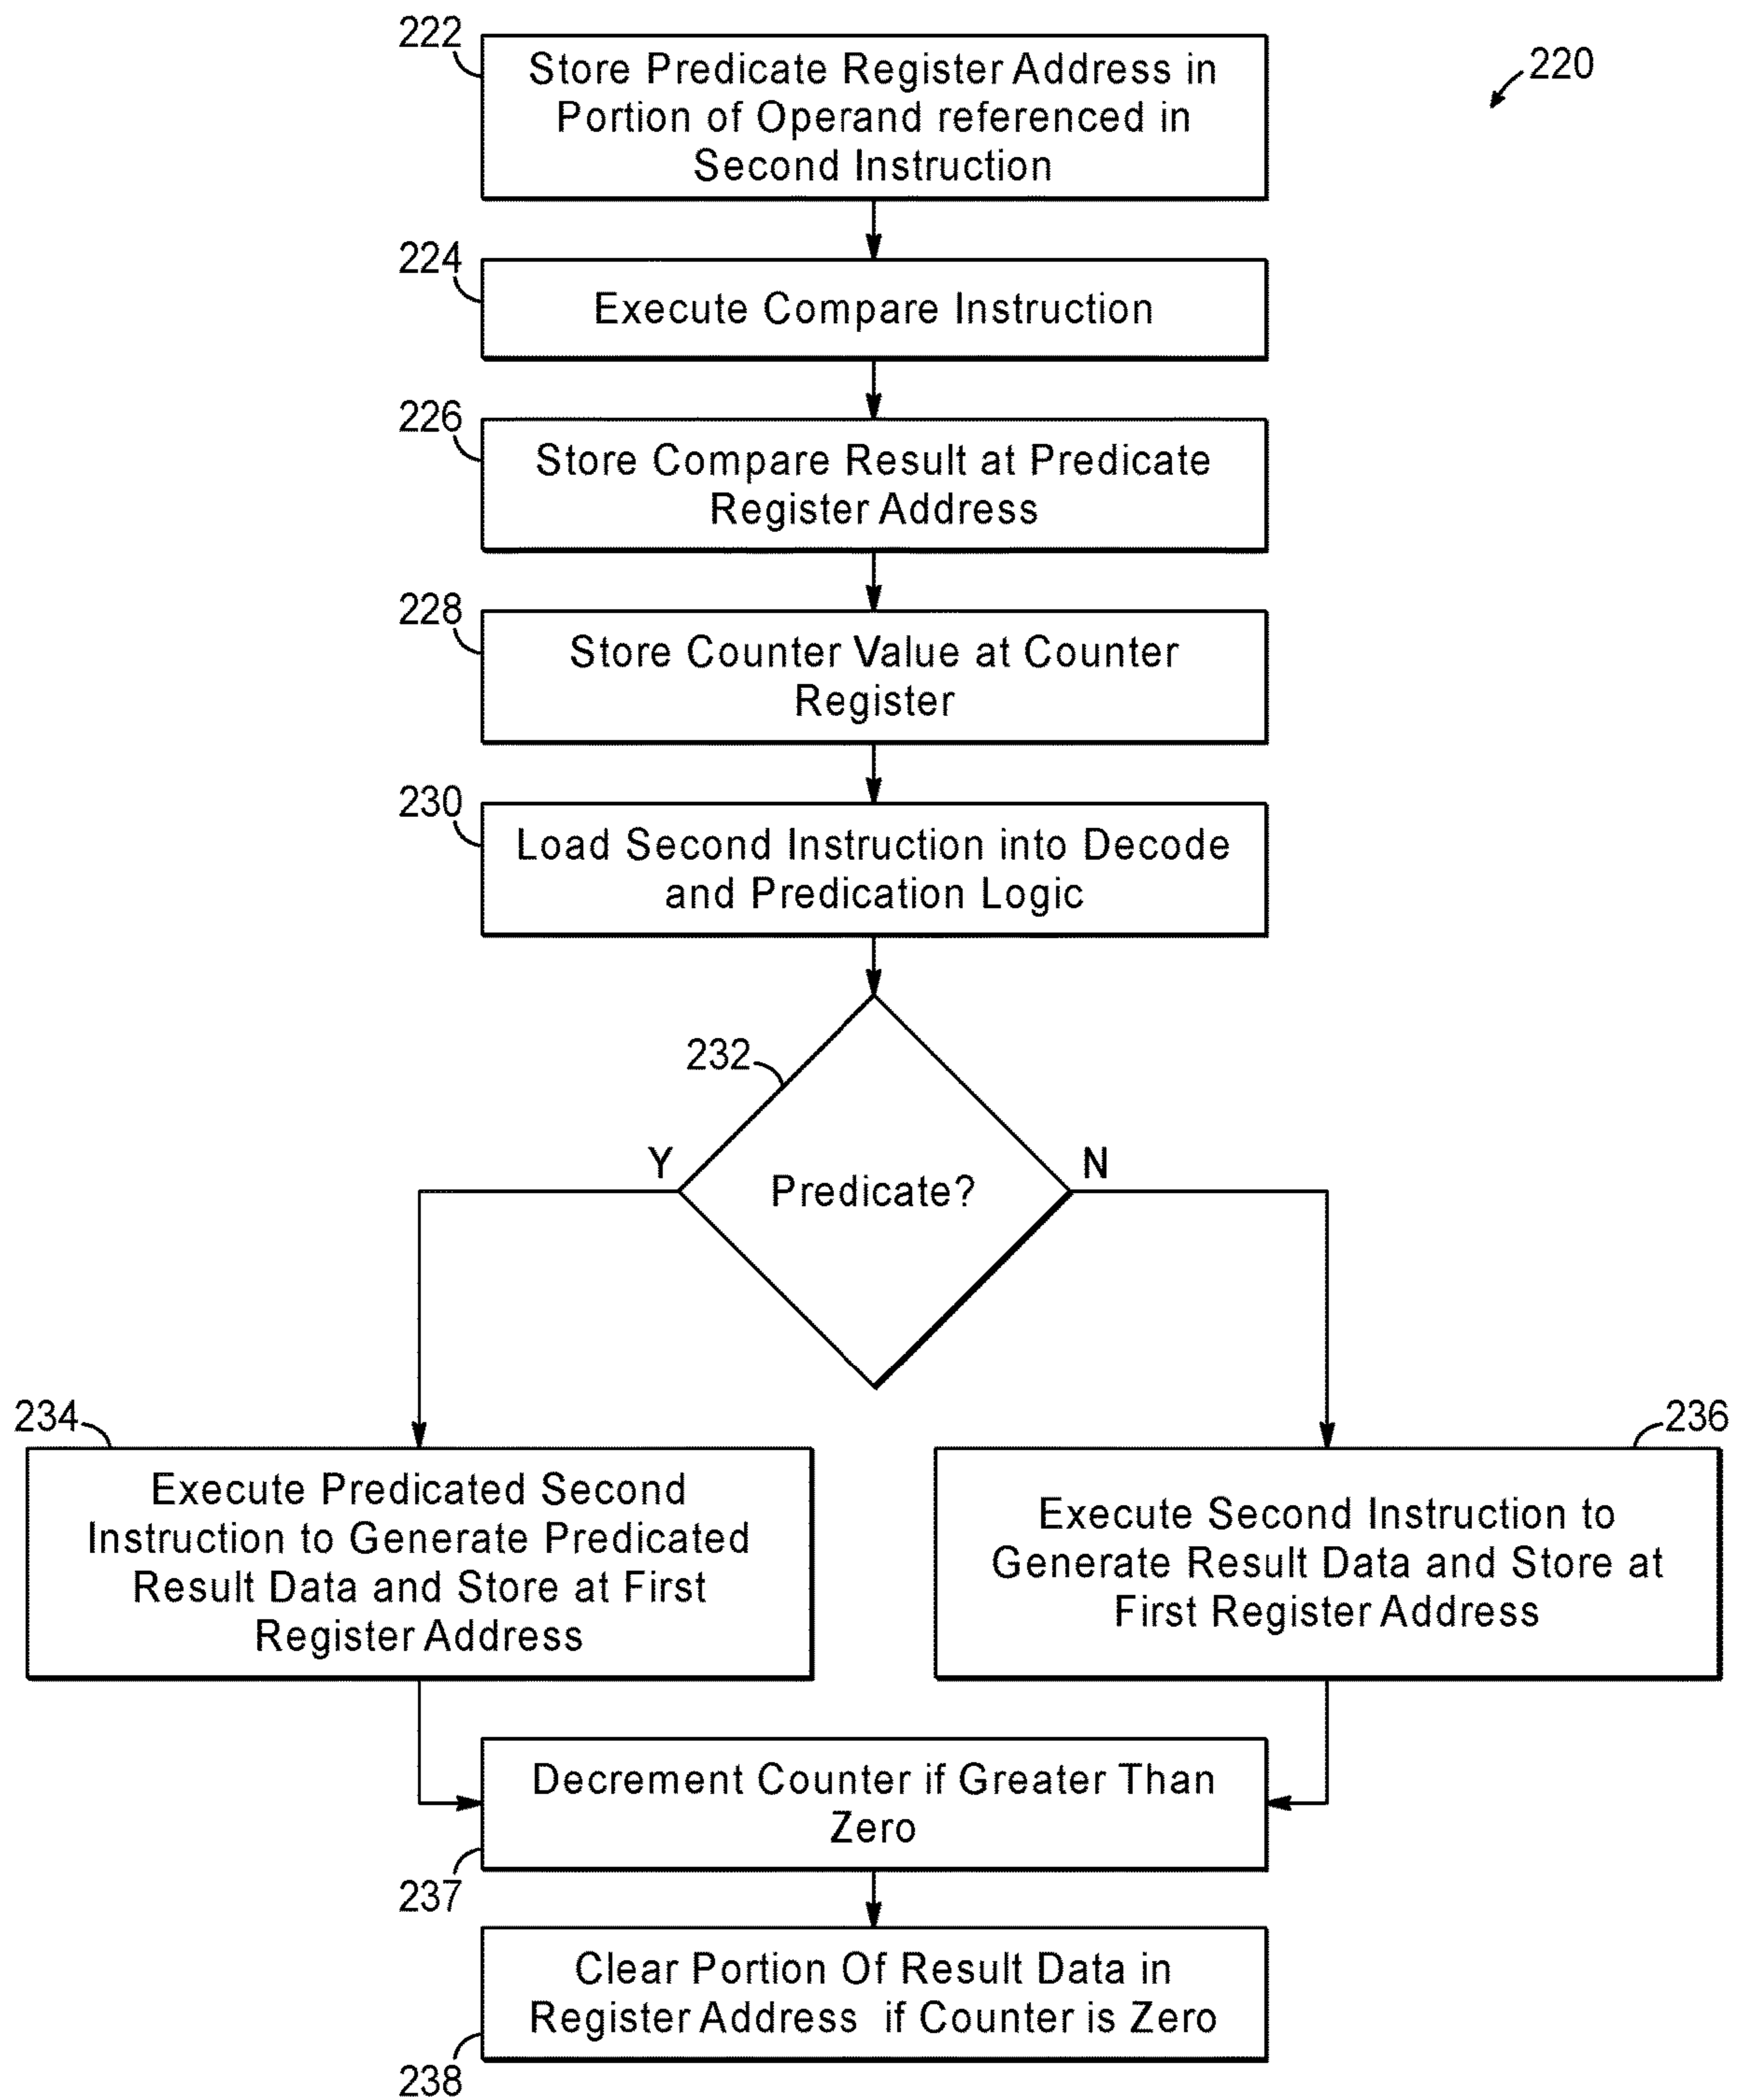 222
Store Predicate Register Address in
Portion of Operand referenced in
Second Instruction
220
224
Execute Compare Instruction
226
Store Compare Result at Predicate
Register Address
228
Store Counter Value at Counter
Register
230
Load Second Instruction into Decode
and Predication Logic
232
Y
Predicate?
N
234
Execute Predicated Second
Instruction to Generate Predicated
Result Data and Store at First
Register Address
236
Execute Second Instruction to
Generate Result Data and Store at
First Register Address
Decrement Counter if Greater Than
Zero
237
Clear Portion Of Result Data in
Register Address if Counter is Zero
238